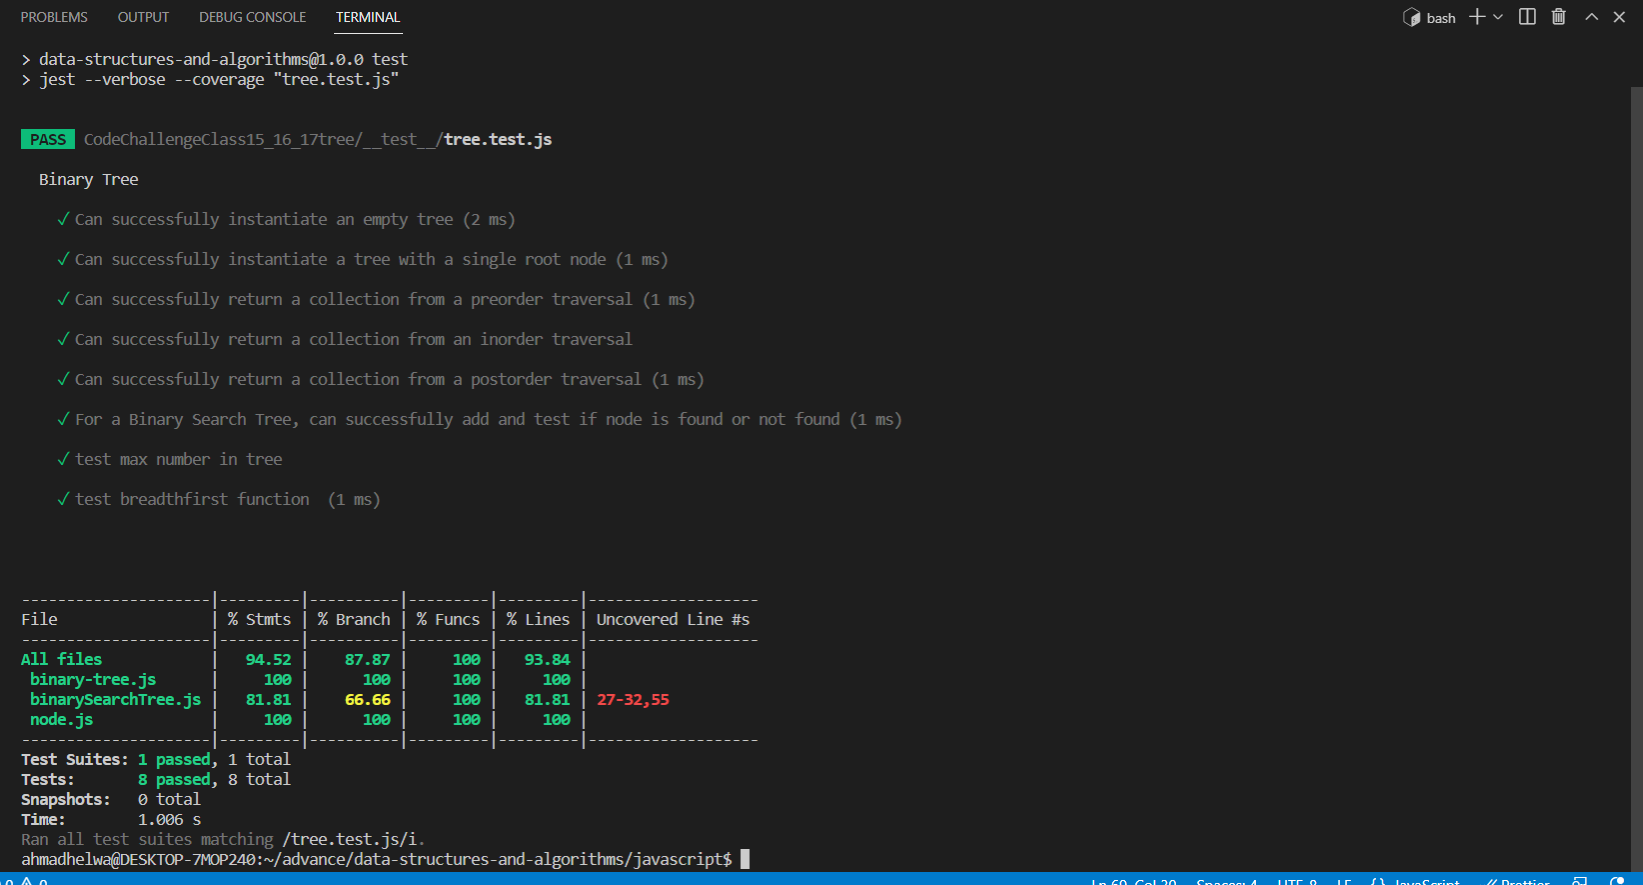 PROBLEMS OUTPUT DEBUG CONSOLE TERMINAL bash
> data-structures-and-algorithms@1.0.0 test
> jest --verbose --coverage "tree.test.js"
PASS CodeChallengeClass15_16_17tree/__test__/tree.test.js
Binary Tree
✓ Can successfully instantiate an empty tree (2 ms)
✓ Can successfully instantiate a tree with a single root node (1 ms)
✓ Can successfully return a collection from a preorder traversal (1 ms)
✓ Can successfully return a collection from an inorder traversal
✓ Can successfully return a collection from a postorder traversal (1 ms)
✓ For a Binary Search Tree, can successfully add and test if node is found or not found (1 ms)
✓ test max number in tree
✓ test breadthfirst function  (1 ms)
---------------------|---------|----------|---------|---------|-------------------
File                 | % Stmts | % Branch | % Funcs | % Lines | Uncovered Line #s
---------------------|---------|----------|---------|---------|-------------------
All files            |   94.52 |    87.87 |     100 |   93.84 |
 binary-tree.js      |     100 |      100 |     100 |     100 |
 binarySearchTree.js |   81.81 |    66.66 |     100 |   81.81 | 27-32,55
 node.js             |     100 |      100 |     100 |     100 |
---------------------|---------|----------|---------|---------|-------------------
Test Suites: 1 passed, 1 total
Tests:       8 passed, 8 total
Snapshots:   0 total
Time:        1.006 s
Ran all test suites matching /tree.test.js/i.
ahmadhelwa@DESKTOP-7MOP240:~/advance/data-structures-and-algorithms/javascript$
0 0 Ln 60, Col 20 Spaces: 4 UTF-8 LF {} JavaScript Prettier